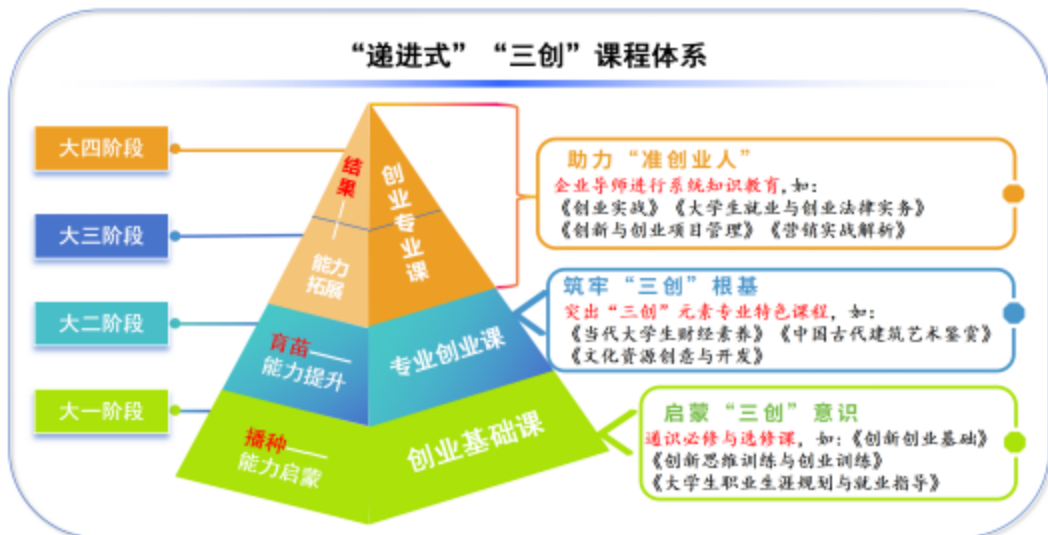 “递进式”“三创”课程体系
大四阶段
大三阶段
大二阶段
大一阶段
结果——
能力
拓展
创业专业课
育苗——
能力提升
专业创业课
播种——
能力启蒙
创业基础课
助力“准创业人”
企业导师进行系统知识教育,如:
《创业实战》《大学生就业与创业法律实务》
《创新与创业项目管理》《营销实战解析》
筑牢“三创”根基
突出“三创”元素专业特色课程，如:
《当代大学生财经素养》《中国古代建筑艺术鉴赏》
《文化资源创意与开发》
启蒙“三创”意识
通识必修与选修课，如:《创新创业基础》
《创新思维训练与创业训练》
《大学生职业生涯规划与就业指导》